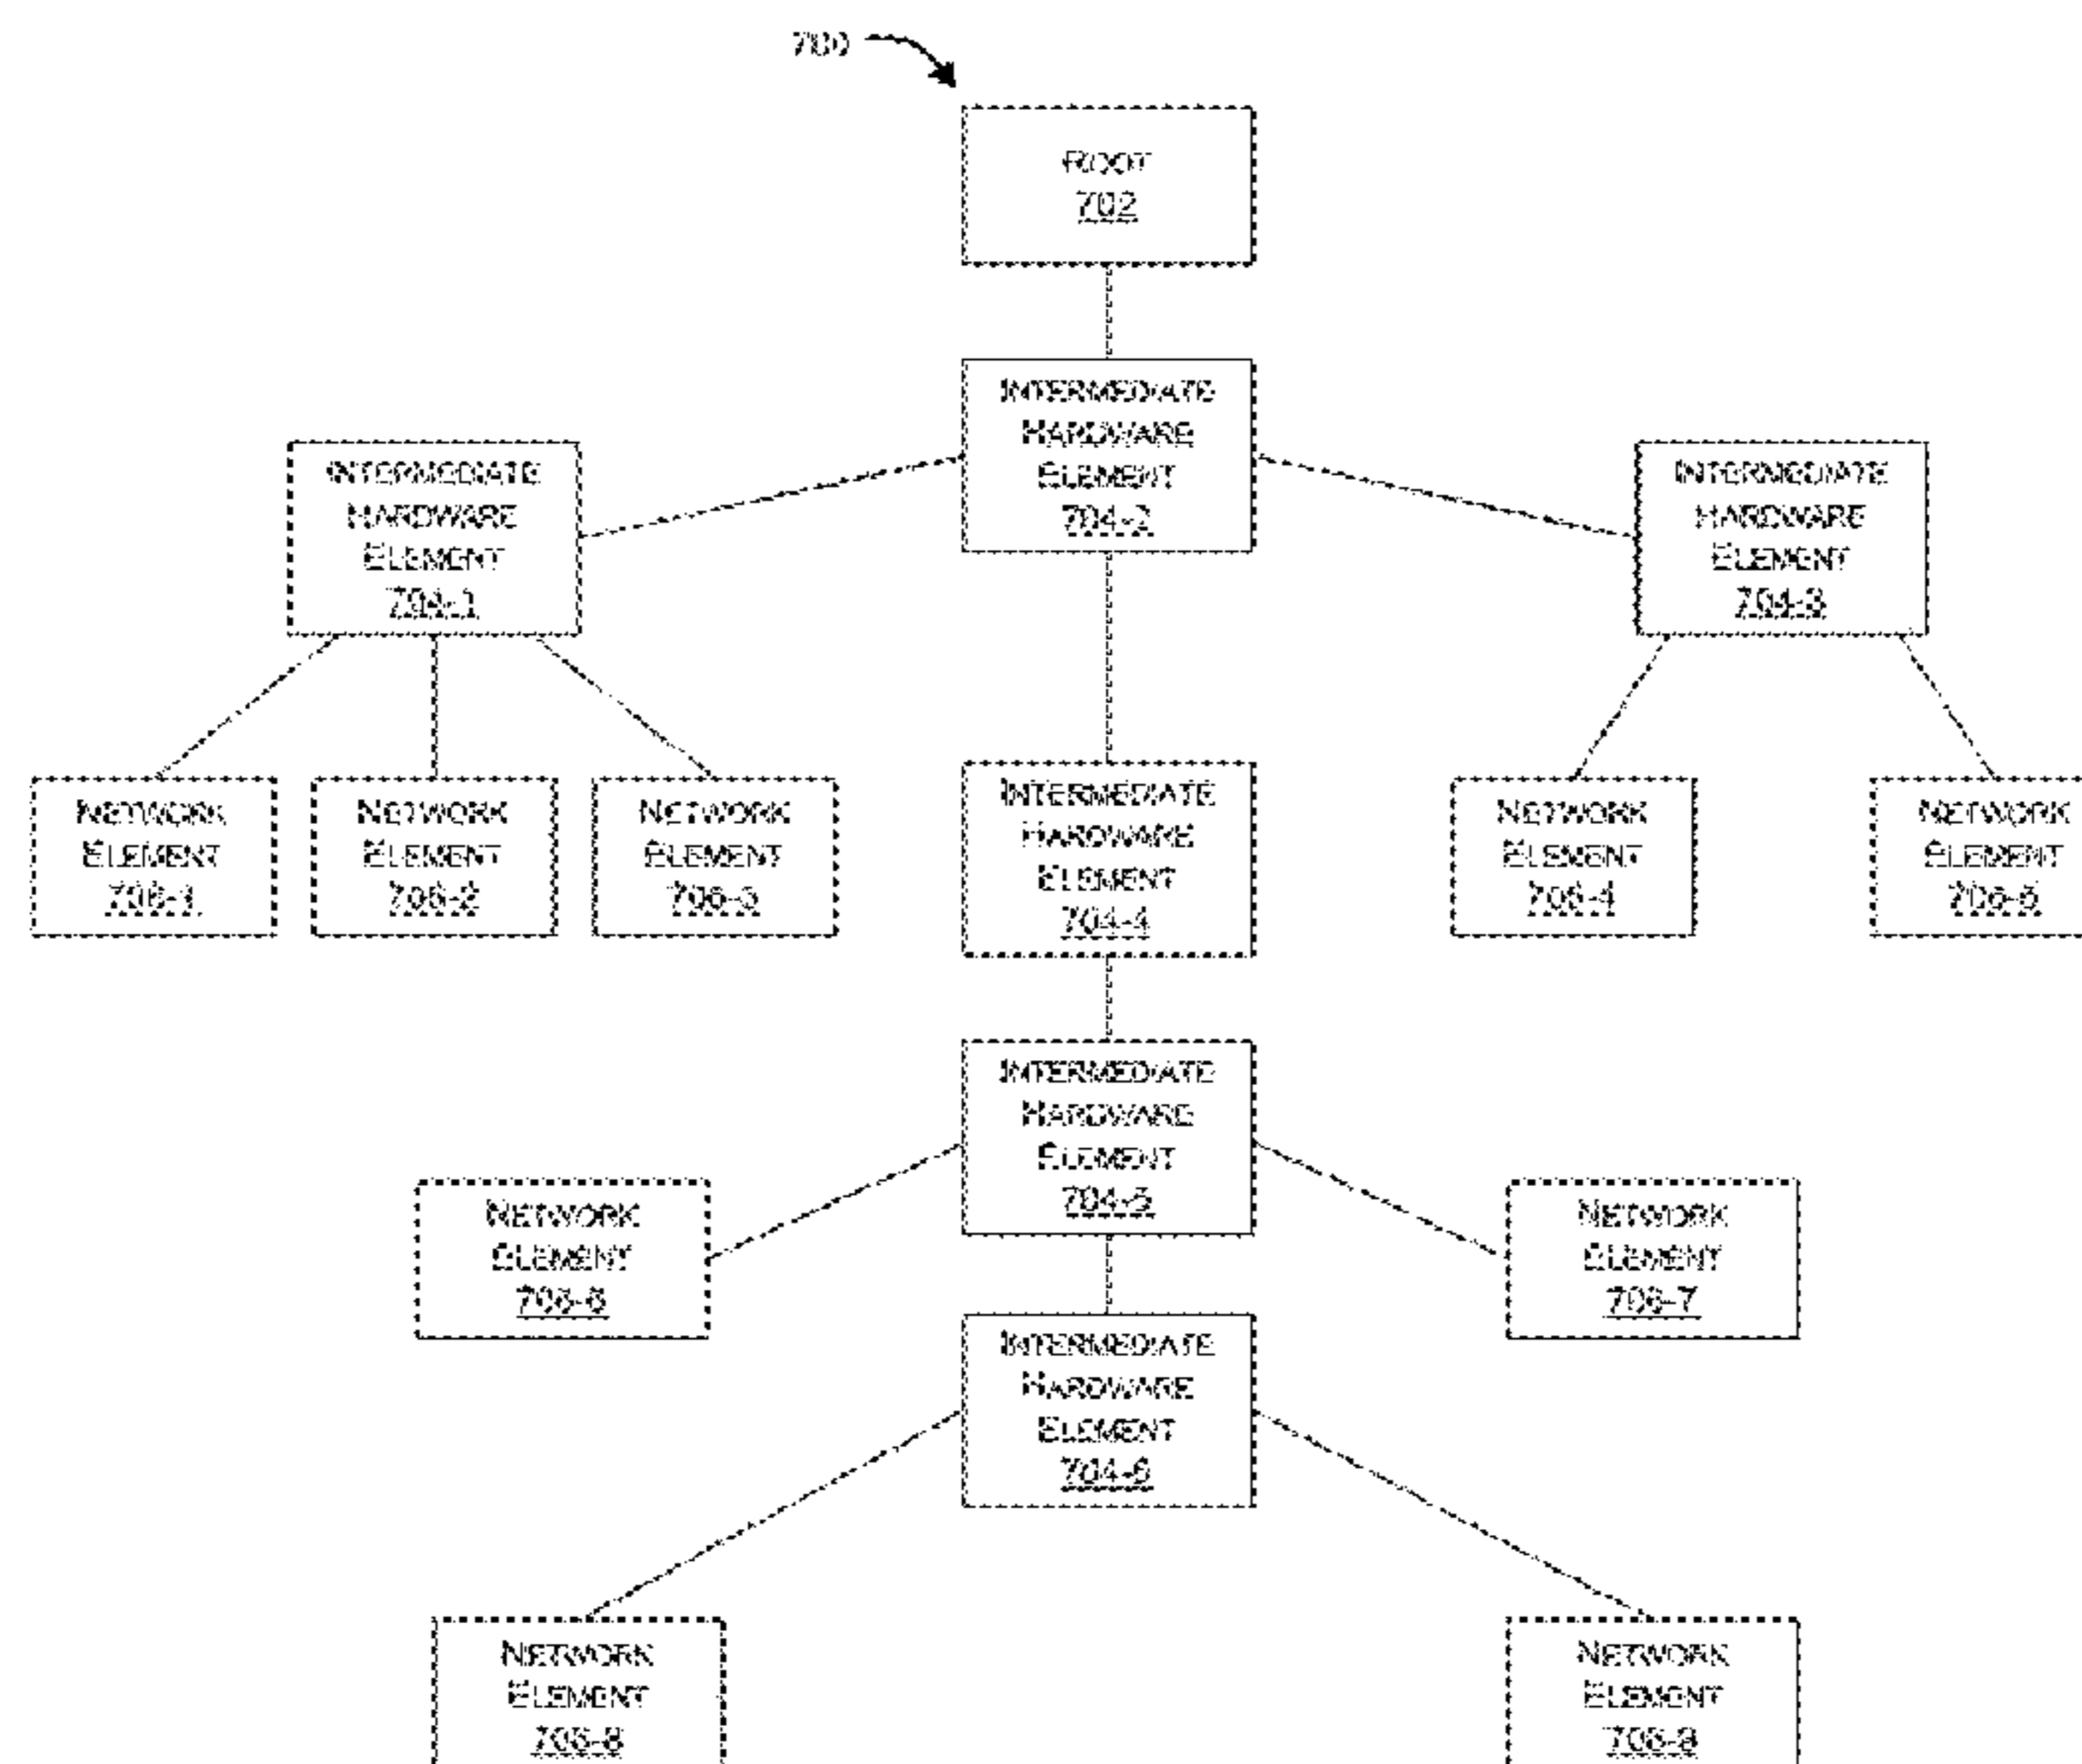 700
ROOT
702
INTERMEDIATE
HARDWARE
ELEMENT
704-2
INTERMEDIATE
HARDWARE
ELEMENT
704-1
INTERMEDIATE
HARDWARE
ELEMENT
704-3
NETWORK
ELEMENT
706-1
NETWORK
ELEMENT
706-2
NETWORK
ELEMENT
706-3
INTERMEDIATE
HARDWARE
ELEMENT
704-4
NETWORK
ELEMENT
706-4
NETWORK
ELEMENT
706-5
INTERMEDIATE
HARDWARE
ELEMENT
704-5
NETWORK
ELEMENT
706-6
NETWORK
ELEMENT
706-7
INTERMEDIATE
HARDWARE
ELEMENT
704-6
NETWORK
ELEMENT
706-8
NETWORK
ELEMENT
706-9